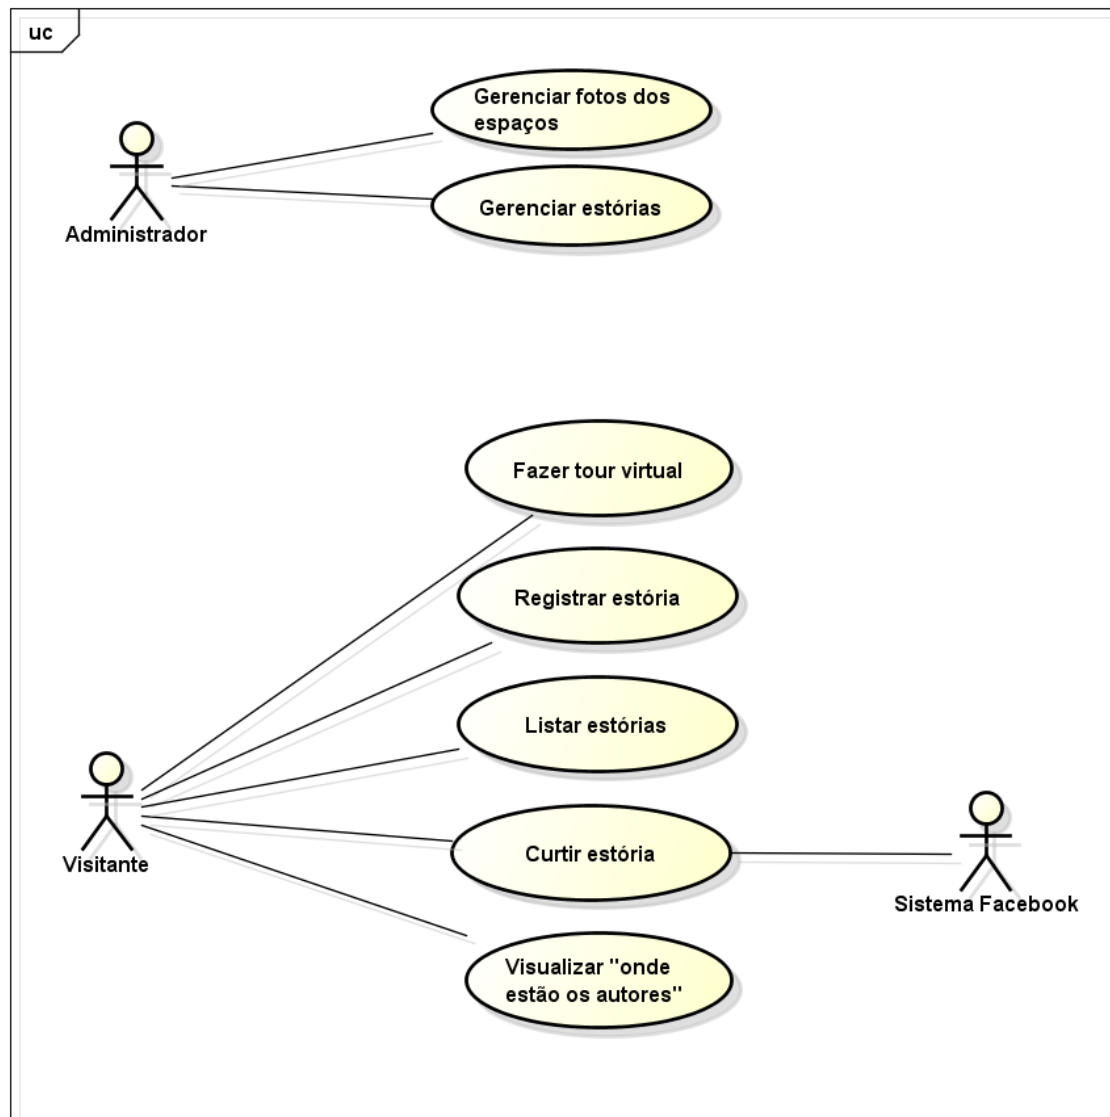 uc
Gerenciar fotos dos
espaços
Administrador
Gerenciar estórias
Fazer tour virtual
Registrar estória
Listar estórias
Visitante
Curtir estória
Sistema Facebook
Visualizar "onde
estão os autores"